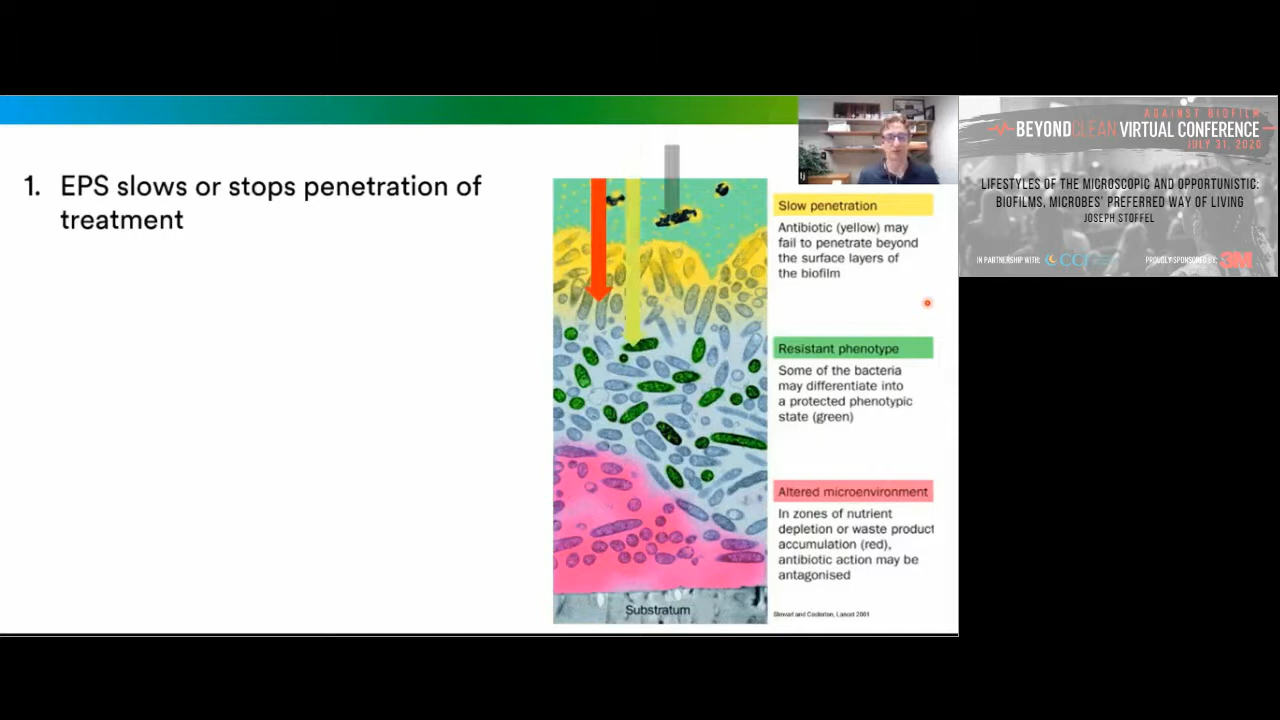 1. EPS slows or stops penetration of
treatment
Slow penetration
Antibiotic (yellow) may
fail to penetrate beyond
the surface layers of
the biofilm
Resistant phenotype
Some of the bacteria
may differentiate into
a protected phenotypic
state (green)
Altered microenvironment
In zones of nutrient
depletion or waste product
accumulation (red),
antibiotic action may be
antagonised
Substratum
Stewart and Costerton, Lancet 2001
AGAINST BIOFILM
BEYONDCLEAN VIRTUAL CONFERENCE
JULY 31, 2020
LIFESTYLES OF THE MICROSCOPIC AND OPPORTUNISTIC:
BIOFILMS, MICROBES' PREFERRED WAY OF LIVING
JOSEPH STOFFEL
IN PARTNERSHIP WITH:
PROUDLY SPONSORED BY: 3M